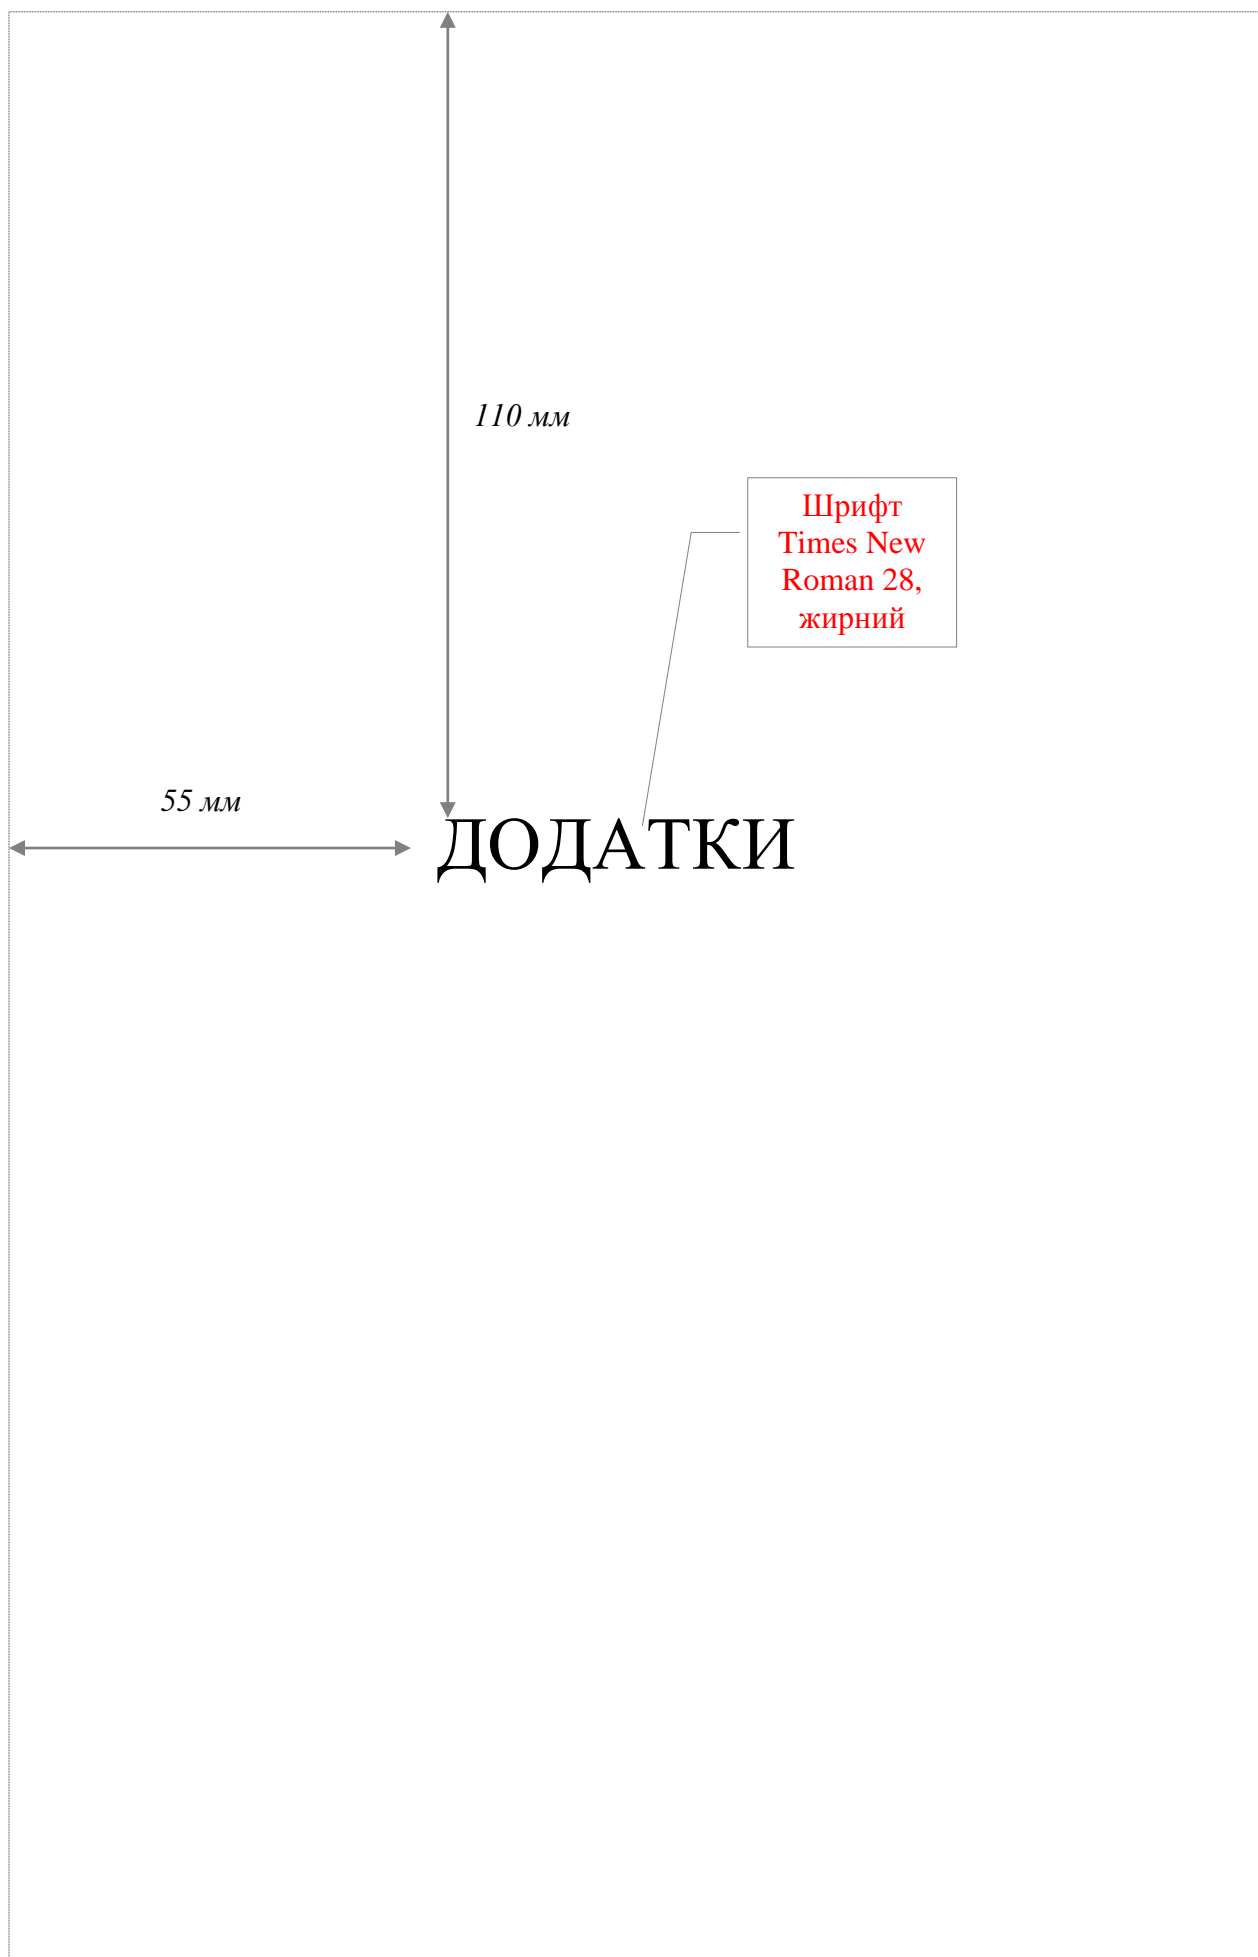 110 мм
Шрифт
Times New
Roman 28,
жирний
55 мм
ДОДАТКИ